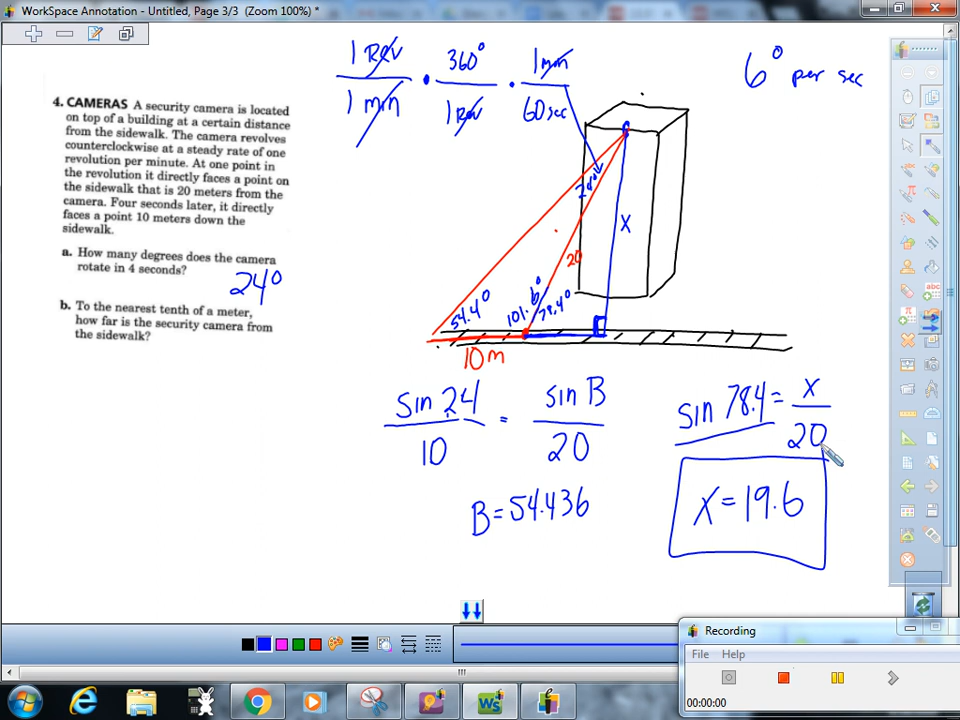 WorkSpace Annotation - Untitled, Page 3/3 (Zoom 100%) *
1 Rev
1 min
360°
1 Rev
1 min
60 sec
6° per sec
4. CAMERAS A security camera is located
on top of a building at a certain distance
from the sidewalk. The camera revolves
counterclockwise at a steady rate of one
revolution per minute. At one point in
the revolution it directly faces a point on
the sidewalk that is 20 meters from the
camera. Four seconds later, it directly
faces a point 10 meters down the
sidewalk.
a. How many degrees does the camera
rotate in 4 seconds?
24°
b. To the nearest tenth of a meter,
how far is the security camera from
the sidewalk?
24°
X
20
54.4°
101.6°
78.4°
10m
sin 24
10
=
sin B
20
B = 54.436
sin 78.4 = x
20
x = 19.6
abc
Recording
File Help
00:00:00
Ws